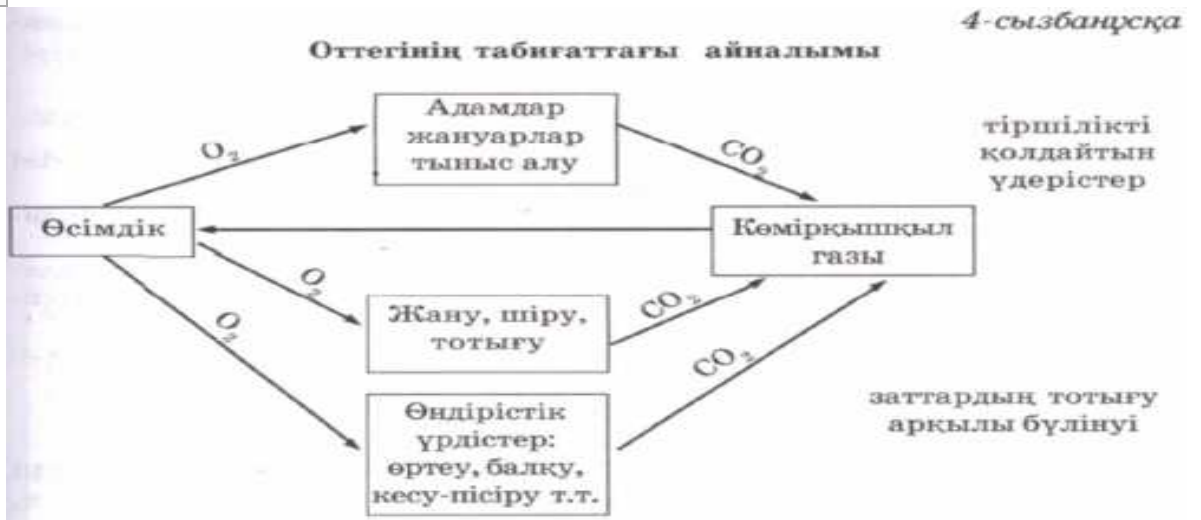 4-сызбанұсқа
Оттегінің табиғаттағы айналымы
Адамдар
жануарлар
тыныс алу
O₂
CO₂
тіршілікті
қолдайтын
үдерістер
Өсімдік
Көмірқышқыл
газы
O₂
Жану, шіру,
тотығу
CO₂
O₂
CO₂
Өндірістік
үрдістер:
өртеу, балқу,
кесу-пісіру т.т.
заттардың тотығу
арқылы бүлінуі